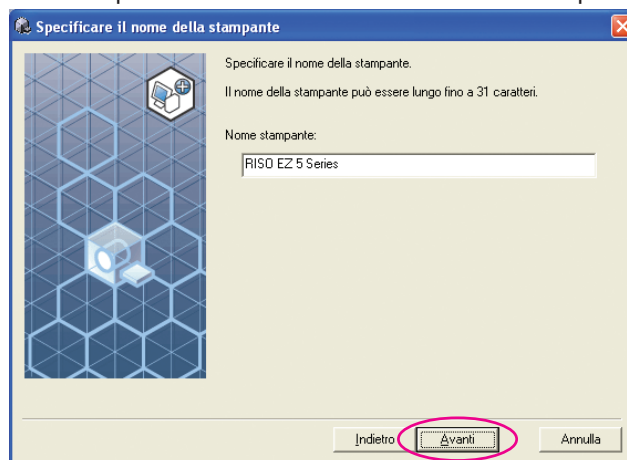 Specificare il nome della stampante
Specificare il nome della stampante.
Il nome della stampante può essere lungo fino a 31 caratteri.
Nome stampante:
RISO EZ 5 Series
Indietro
Avanti
Annulla